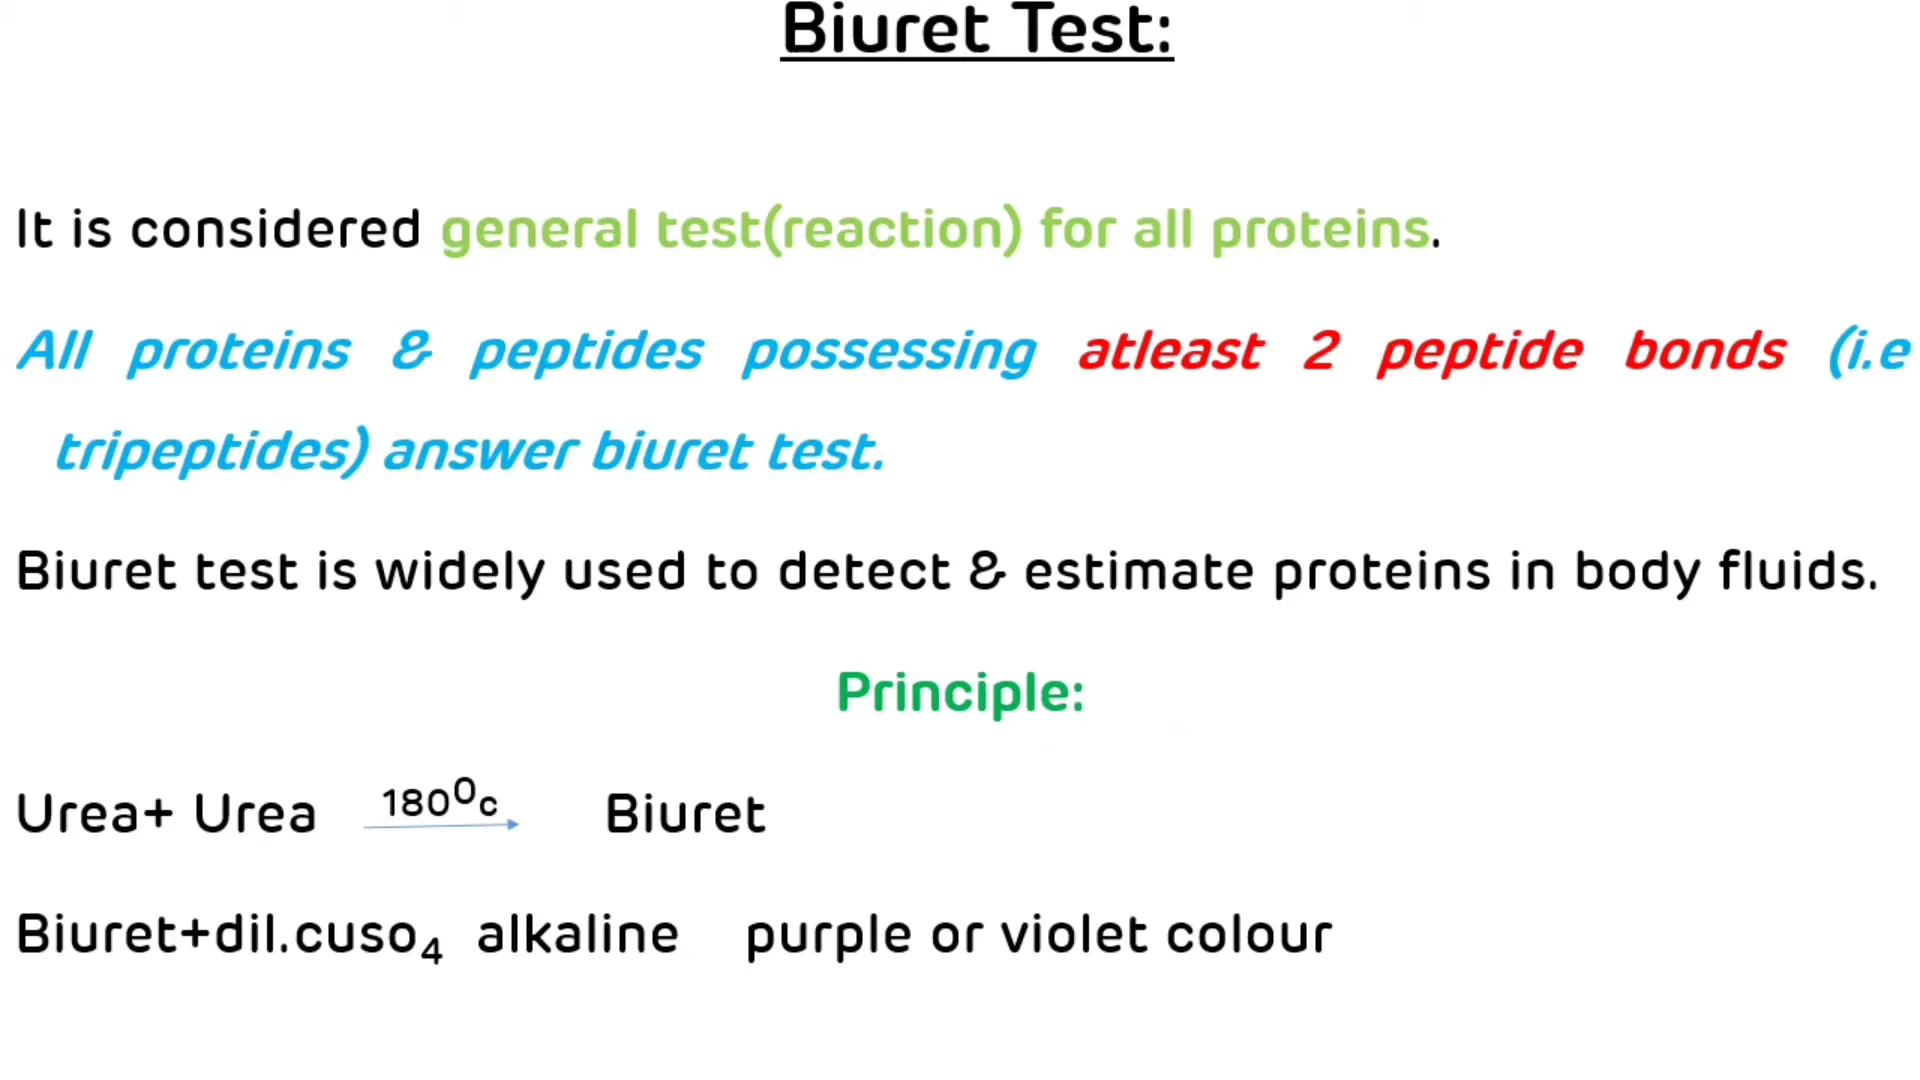 Biuret Test:
It is considered general test(reaction) for all proteins.
All proteins & peptides possessing atleast 2 peptide bonds (i.e
tripeptides) answer biuret test.
Biuret test is widely used to detect & estimate proteins in body fluids.
Principle:
Urea+ Urea 180⁰c Biuret
Biuret+dil.cuso₄ alkaline purple or violet colour